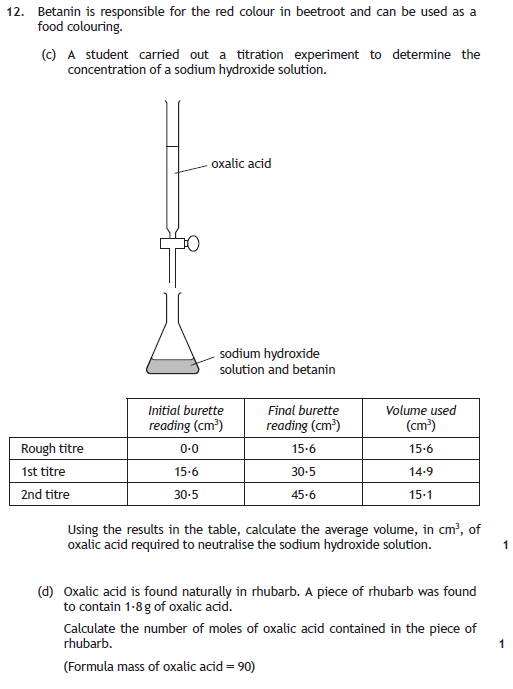 12. Betanin is responsible for the red colour in beetroot and can be used as a
food colouring.
(c) A student carried out a titration experiment to determine the
concentration of a sodium hydroxide solution.
oxalic acid
sodium hydroxide
solution and betanin
Initial burette reading (cm³) Final burette reading (cm³) Volume used (cm³)
Rough titre 0·0 15·6 15·6
1st titre 15·6 30·5 14·9
2nd titre 30·5 45·6 15·1
Using the results in the table, calculate the average volume, in cm³, of
oxalic acid required to neutralise the sodium hydroxide solution. 1
(d) Oxalic acid is found naturally in rhubarb. A piece of rhubarb was found
to contain 1·8 g of oxalic acid.
Calculate the number of moles of oxalic acid contained in the piece of
rhubarb. 1
(Formula mass of oxalic acid = 90)